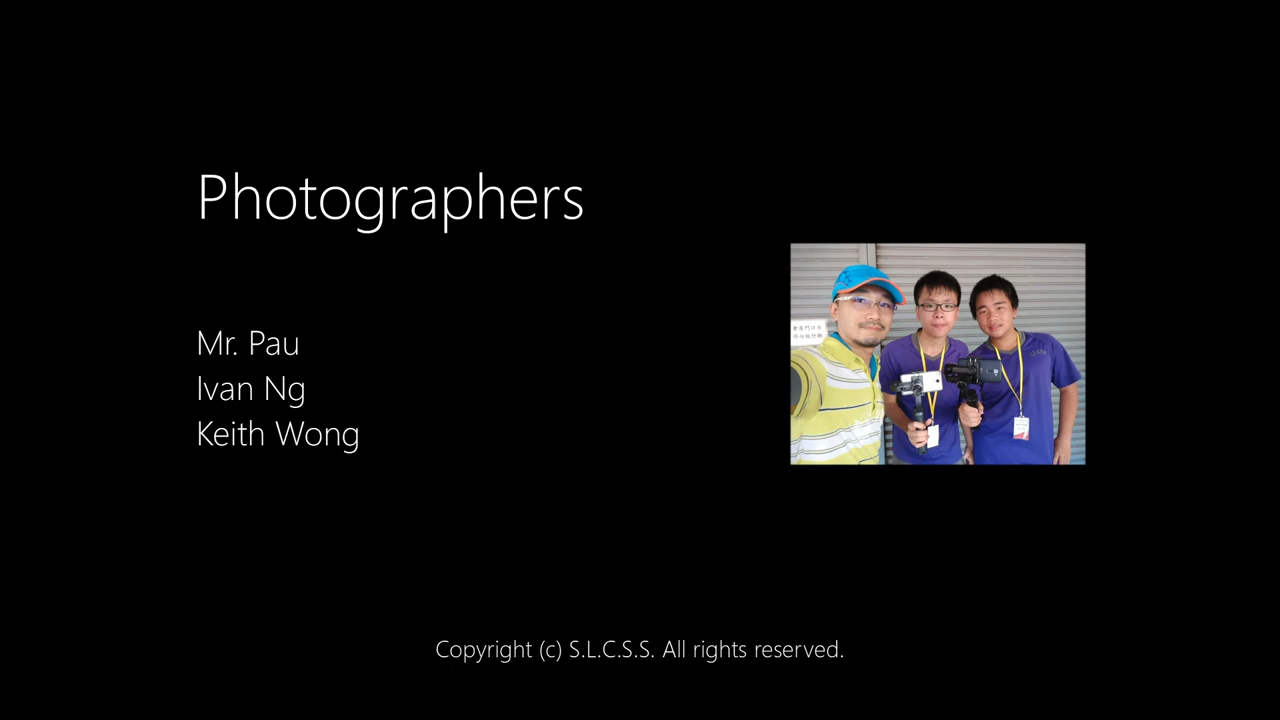 Photographers
Mr. Pau
Ivan Ng
Keith Wong
Copyright (c) S.L.C.S.S. All rights reserved.